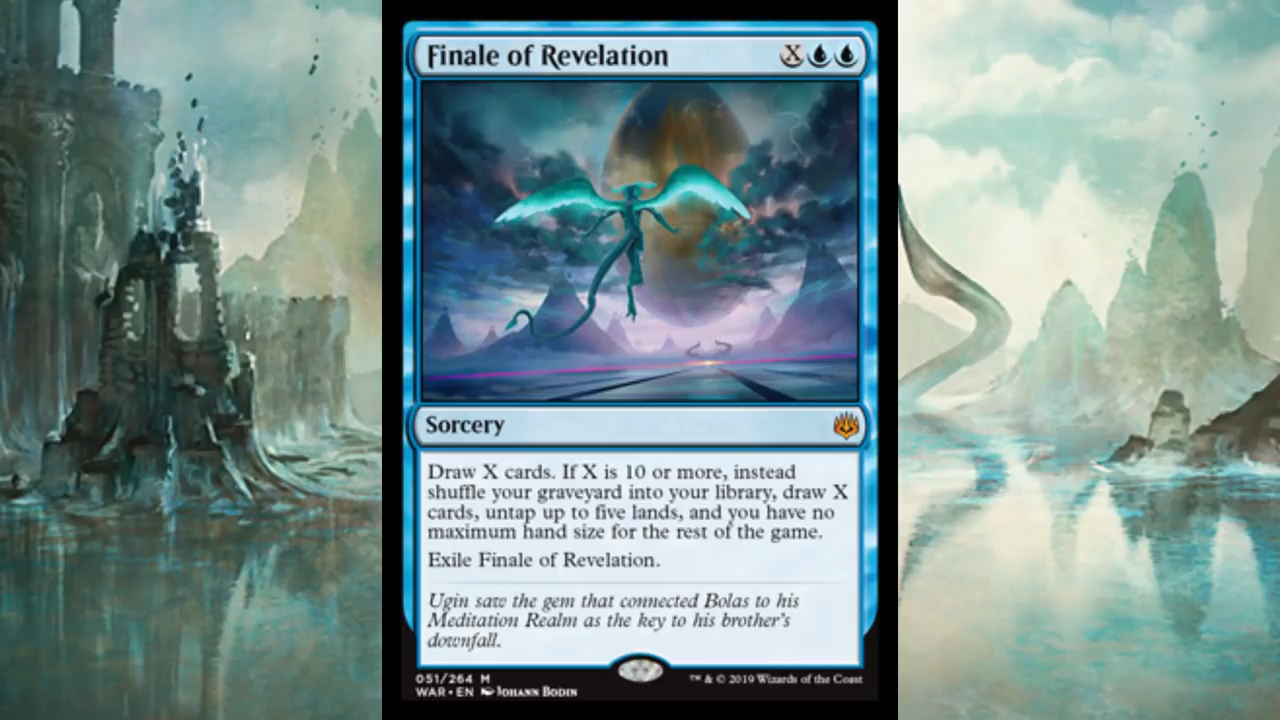 Finale of Revelation X
Sorcery
Draw X cards. If X is 10 or more, instead
shuffle your graveyard into your library, draw X
cards, untap up to five lands, and you have no
maximum hand size for the rest of the game.
Exile Finale of Revelation.
Ugin saw the gem that connected Bolas to his
Meditation Realm as the key to his brother's
downfall.
051/264 M
WAR • EN Johann Bodin
™ & © 2019 Wizards of the Coast